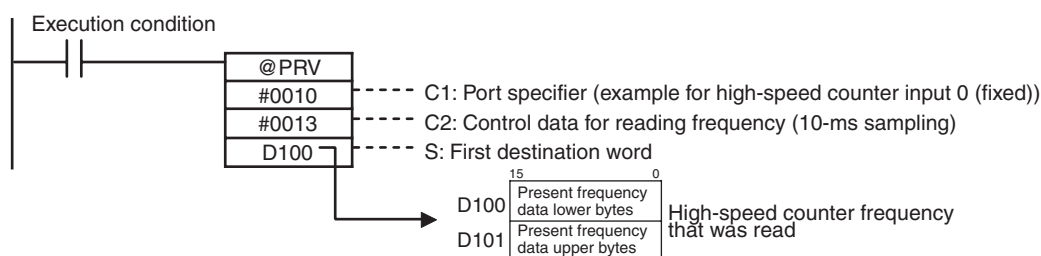 Execution condition
@PRV
#0010 C1: Port specifier (example for high-speed counter input 0 (fixed))
#0013 C2: Control data for reading frequency (10-ms sampling)
D100 S: First destination word
15 0
D100 Present frequency data lower bytes
D101 Present frequency data upper bytes
High-speed counter frequency
that was read